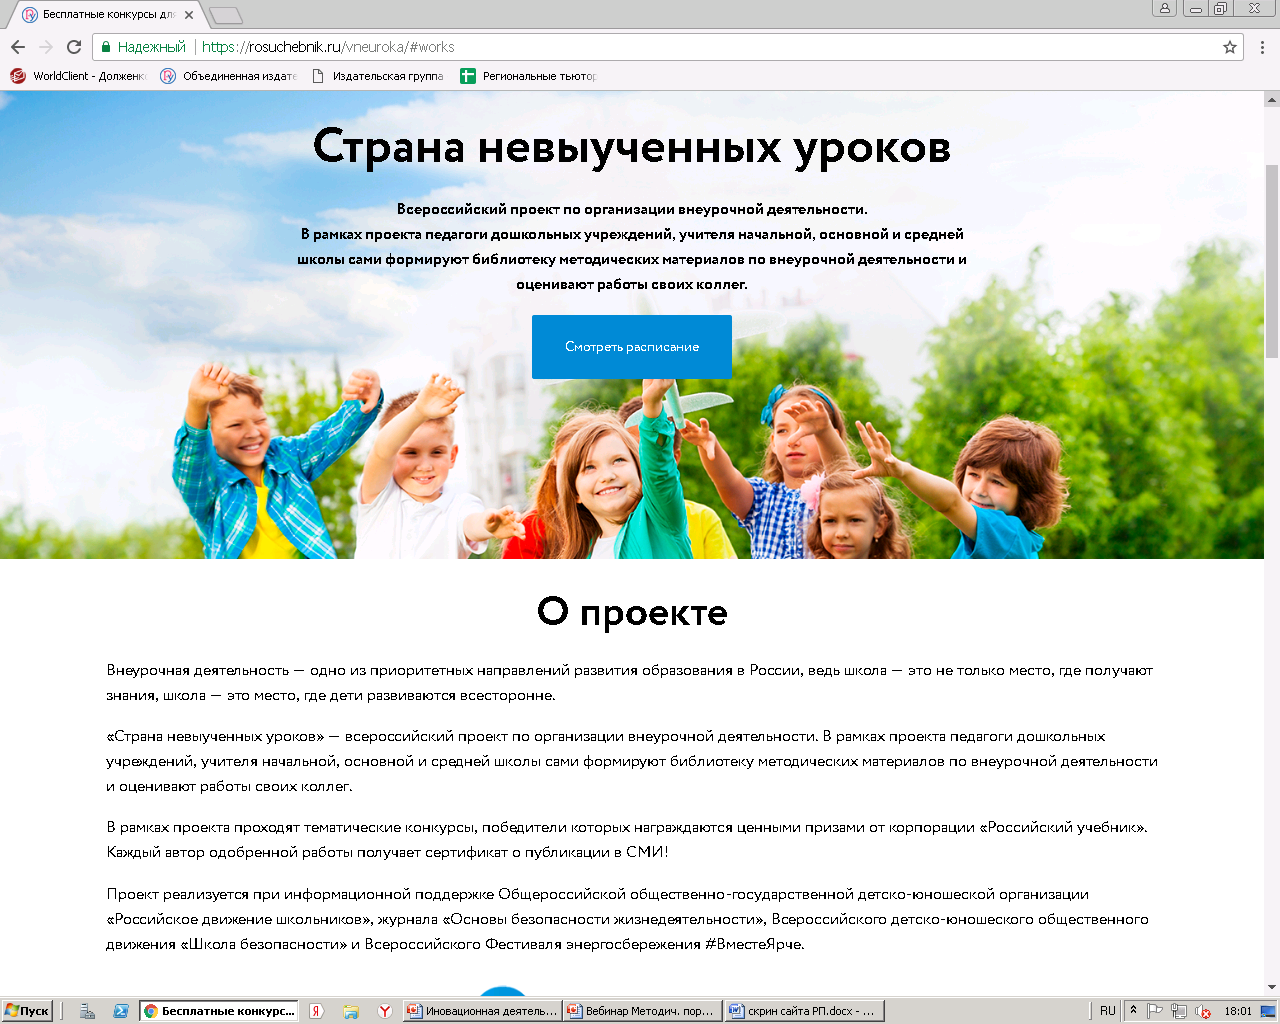 Бесплатные конкурсы для
Надежный
https://rosuchebnik.ru/vneuroka/#works
WorldClient - Долженко
Объединенная издате
Издательская группа
Региональные тьютор
Страна невыученных уроков
Всероссийский проект по организации внеурочной деятельности.
В рамках проекта педагоги дошкольных учреждений, учителя начальной, основной и средней
школы сами формируют библиотеку методических материалов по внеурочной деятельности и
оценивают работы своих коллег.
Смотреть расписание
О проекте
Внеурочная деятельность — одно из приоритетных направлений развития образования в России, ведь школа — это не только место, где получают
знания, школа — это место, где дети развиваются всесторонне.
«Страна невыученных уроков» — всероссийский проект по организации внеурочной деятельности. В рамках проекта педагоги дошкольных
учреждений, учителя начальной, основной и средней школы сами формируют библиотеку методических материалов по внеурочной деятельности
и оценивают работы своих коллег.
В рамках проекта проходят тематические конкурсы, победители которых награждаются ценными призами от корпорации «Российский учебник».
Каждый автор одобренной работы получает сертификат о публикации в СМИ!
Проект реализуется при информационной поддержке Общероссийской общественно-государственной детско-юношеской организации
«Российское движение школьников», журнала «Основы безопасности жизнедеятельности», Всероссийского детско-юношеского общественного
движения «Школа безопасности» и Всероссийского Фестиваля энергосбережения #ВместеЯрче.
Пуск
Бесплатные конкурс...
Иновационная деятель...
Вебинар Методич. пор...
скрин сайта РП.docx - ...
RU
18:01